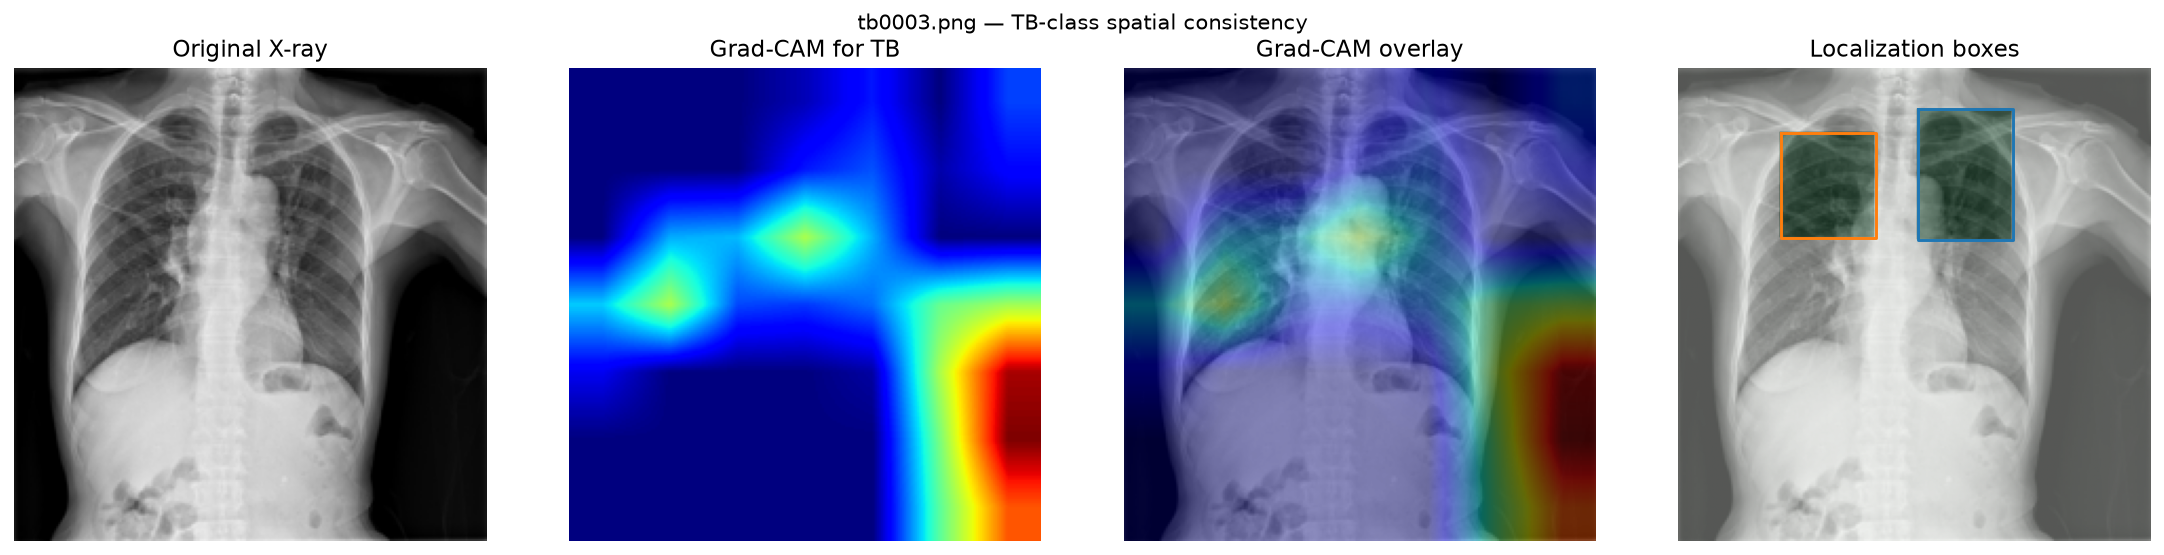 tb0003.png — TB-class spatial consistency
Original X-ray
Grad-CAM for TB
Grad-CAM overlay
Localization boxes